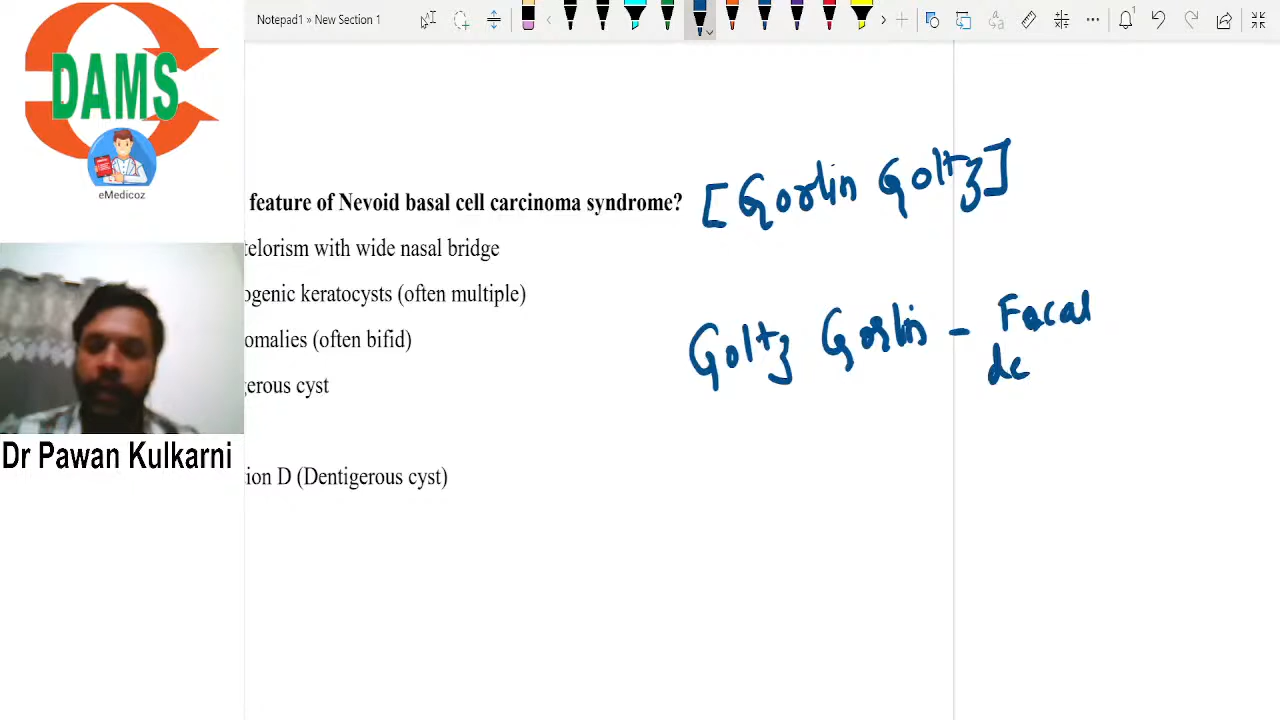 Notepad1 » New Section 1
DAMS
eMedicoz
feature of Nevoid basal cell carcinoma syndrome?
[Gorlin Goltz]
telorism with wide nasal bridge
ogenic keratocysts (often multiple)
omalies (often bifid)
Goltz Gorlin - Focal
de
gerous cyst
Dr Pawan Kulkarni
tion D (Dentigerous cyst)